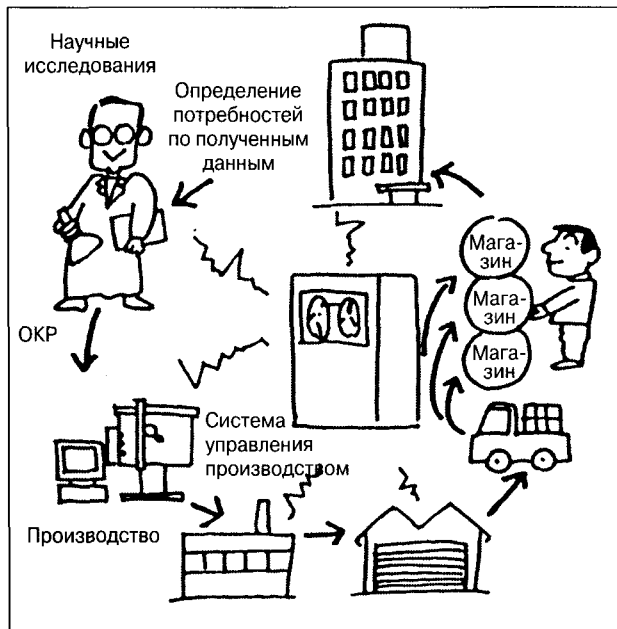 Научные
исследования
Определение
потребностей
по полученным
данным
Мага-
зин
Мага-
зин
Мага-
зин
ОКР
Система
управления
производством
Производство